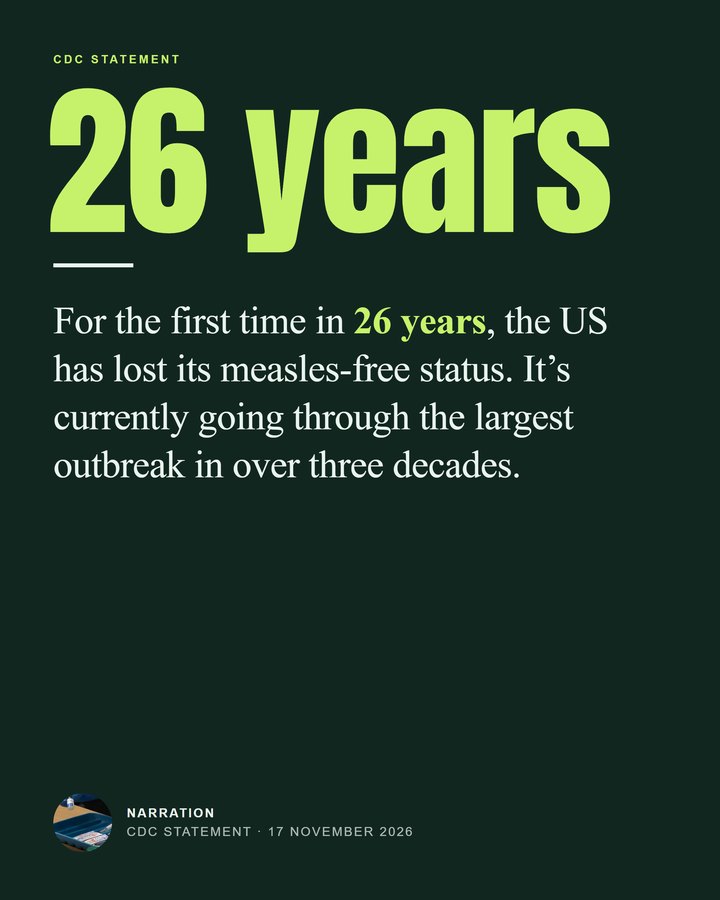 CDC STATEMENT
26 years
For the first time in 26 years, the US
has lost its measles-free status. It’s
currently going through the largest
outbreak in over three decades.
NARRATION
CDC STATEMENT · 17 NOVEMBER 2026